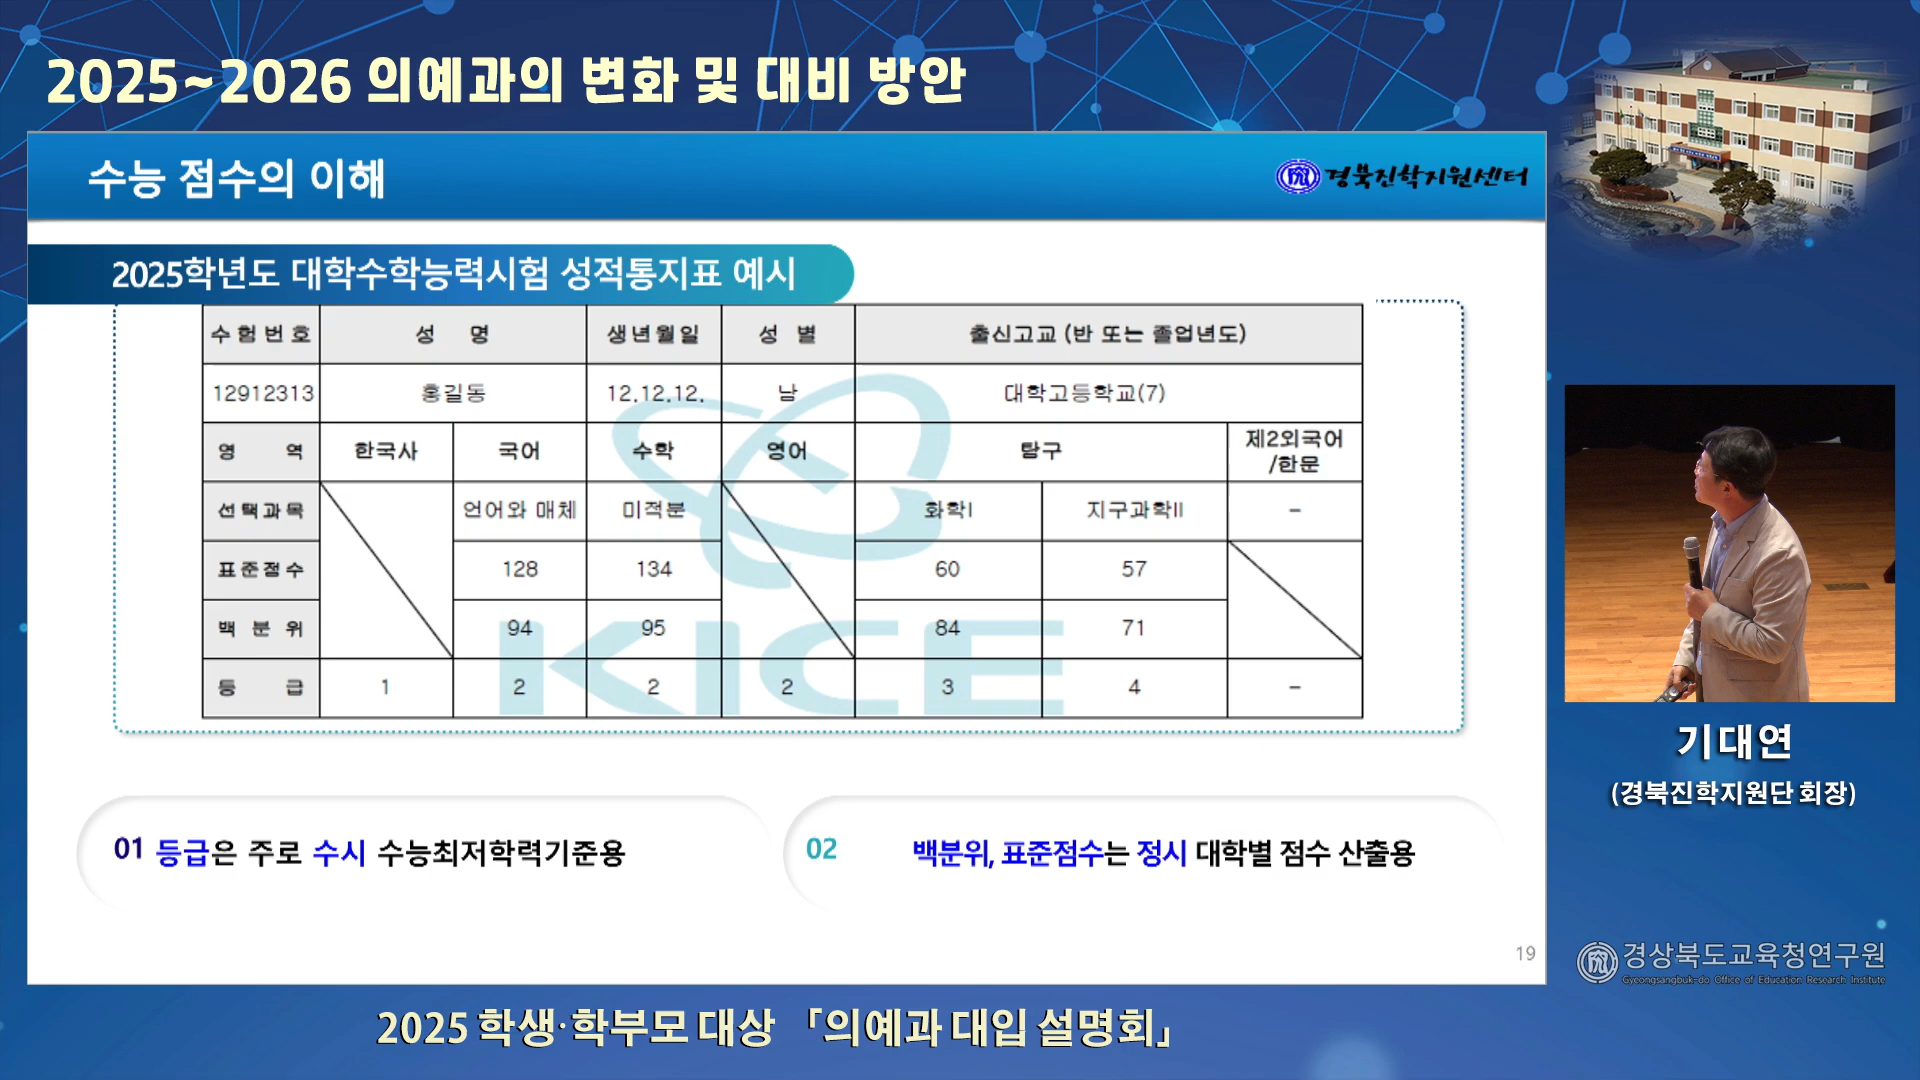 2025~2026 의예과의 변화 및 대비 방안
수능 점수의 이해
경북진학지원센터
2025학년도 대학수학능력시험 성적통지표 예시
수험번호 성 명 생년월일 성 별 출신고교 (반 또는 졸업년도)
12912313 홍길동 12.12.12. 남 대학고등학교(7)
영 역 한국사 국어 수학 영어 탐구 제2외국어
/한문
선택과목 언어와 매체 미적분 화학Ⅰ 지구과학Ⅱ –
표준점수 128 134 60 57
백 분 위 94 95 84 71
등 급 1 2 2 2 3 4 –
KICE
01 등급은 주로 수시 수능최저학력기준용
02 백분위, 표준점수는 정시 대학별 점수 산출용
19
기대연
(경북진학지원단 회장)
경상북도교육청연구원
Gyeongsangbuk-do Office of Education Research Institute
2025 학생·학부모 대상 「의예과 대입 설명회」